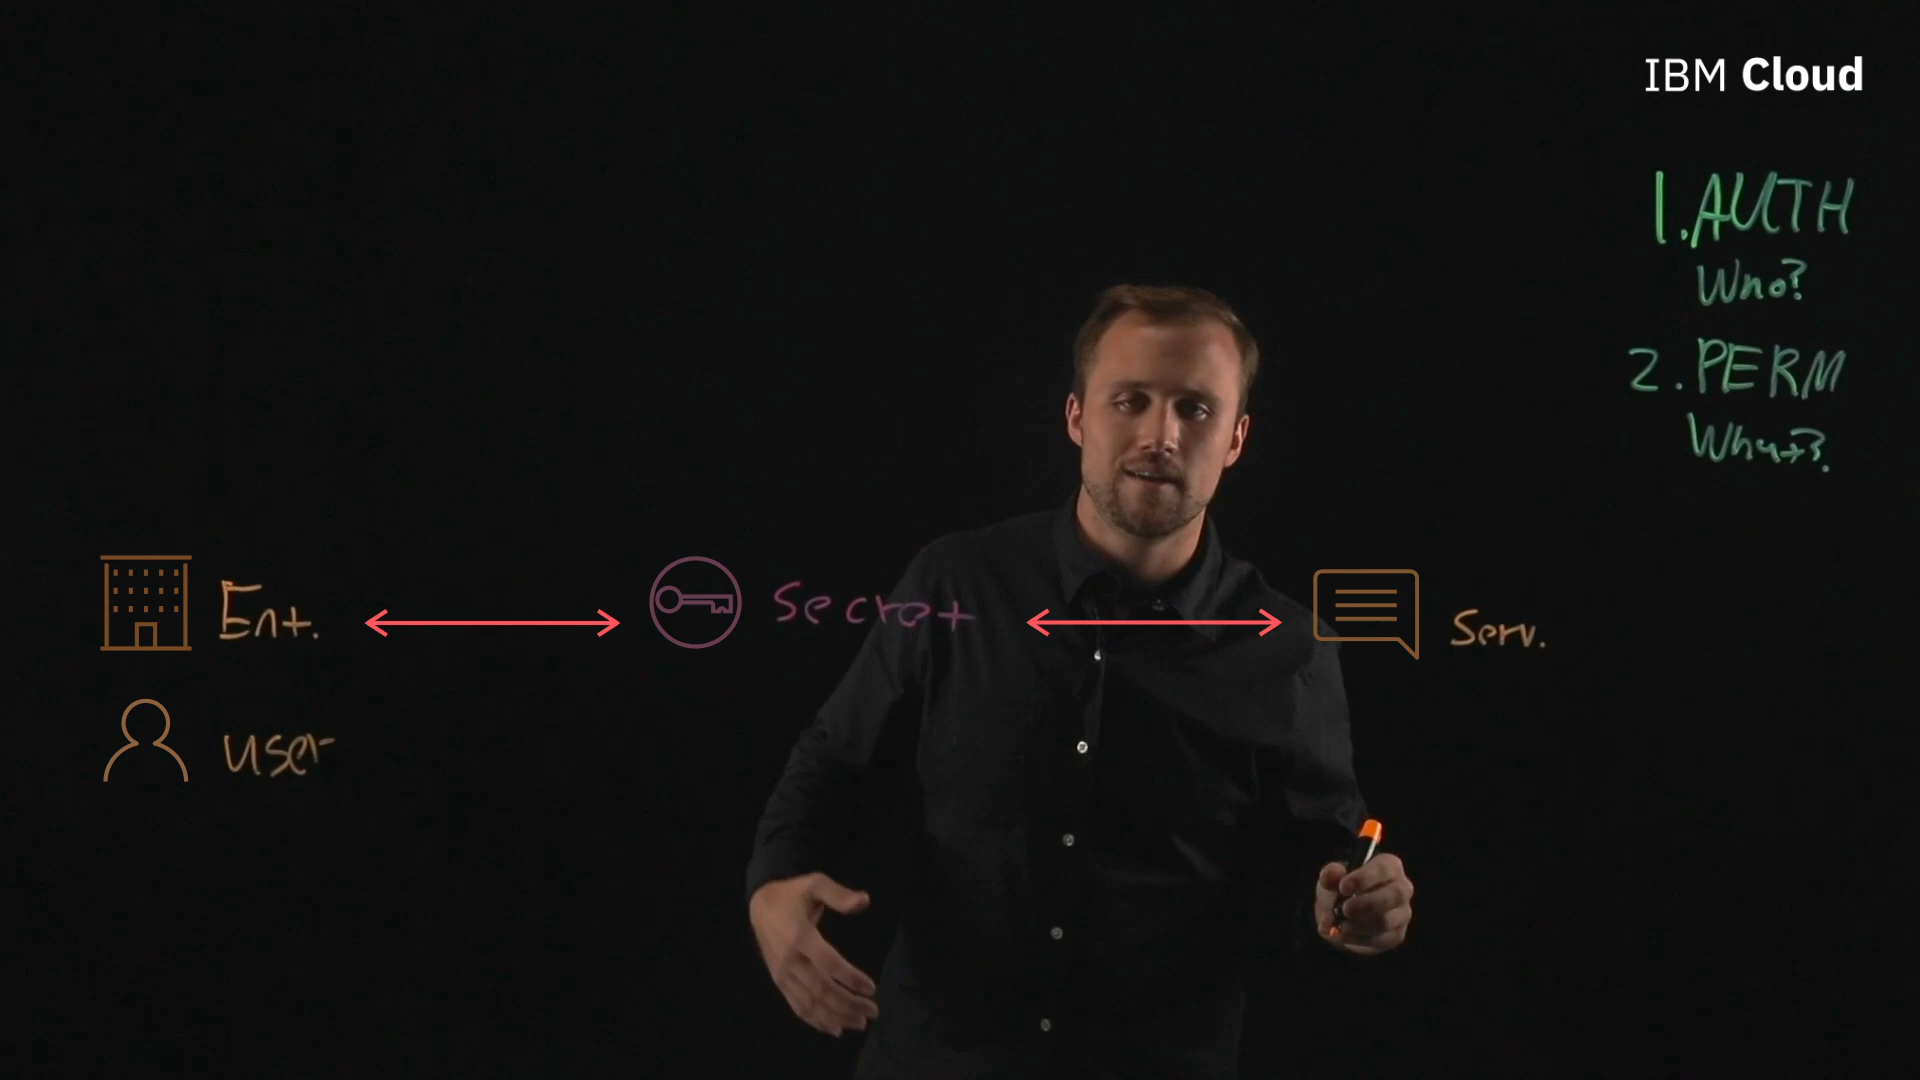 IBM Cloud
1. AUTH
Who?
2. PERM
What?
Ent.
Secret
Serv.
user